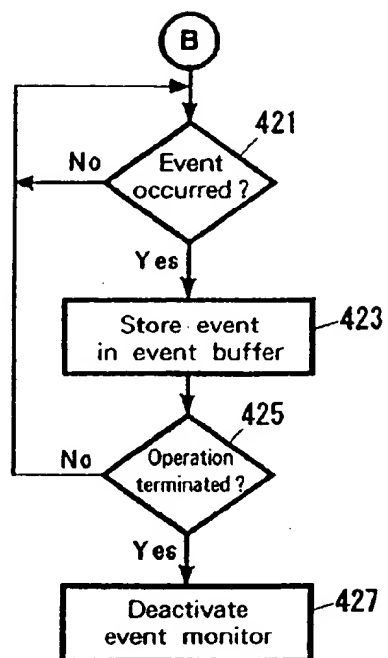 B
421
Event
occurred ?
No
Yes
Store event
in event buffer
423
425
Operation
terminated ?
No
Yes
Deactivate
event monitor
427